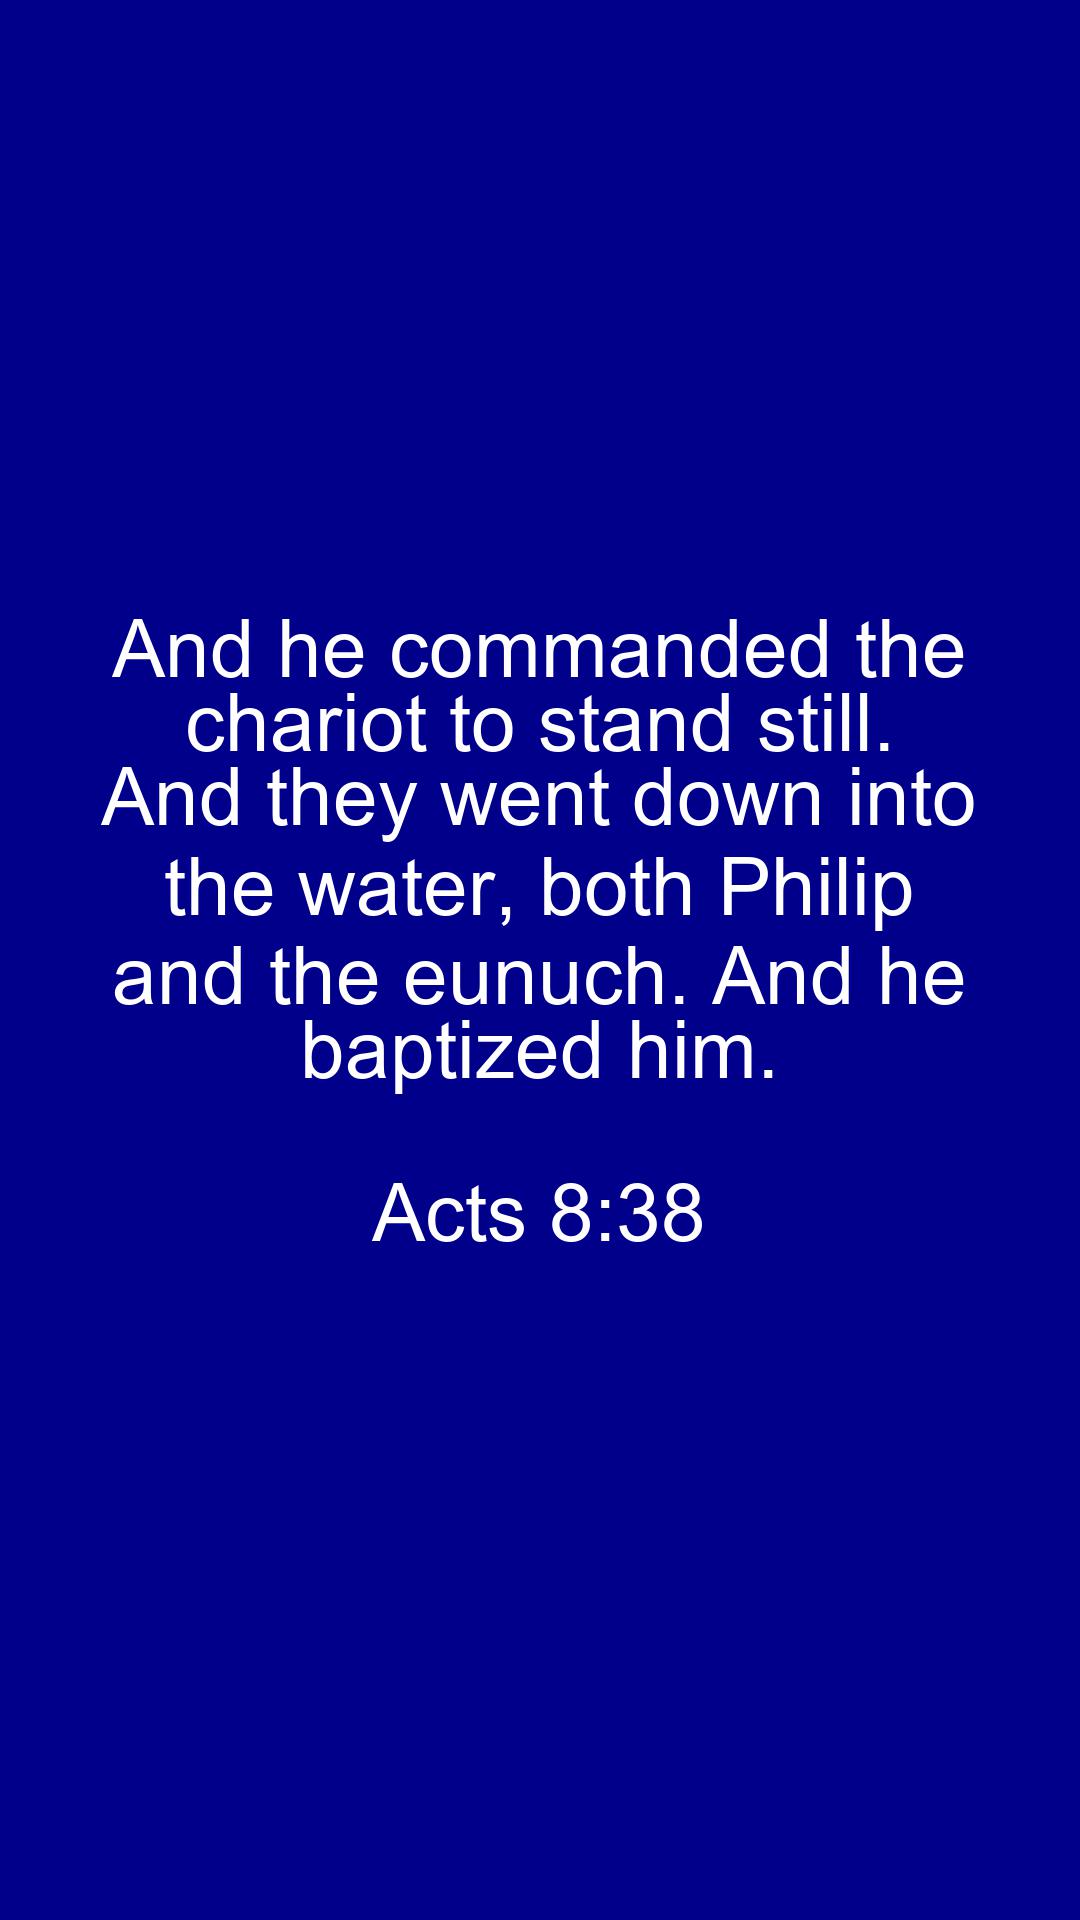 And he commanded the
chariot to stand still.
And they went down into
the water, both Philip
and the eunuch. And he
baptized him.
Acts 8:38